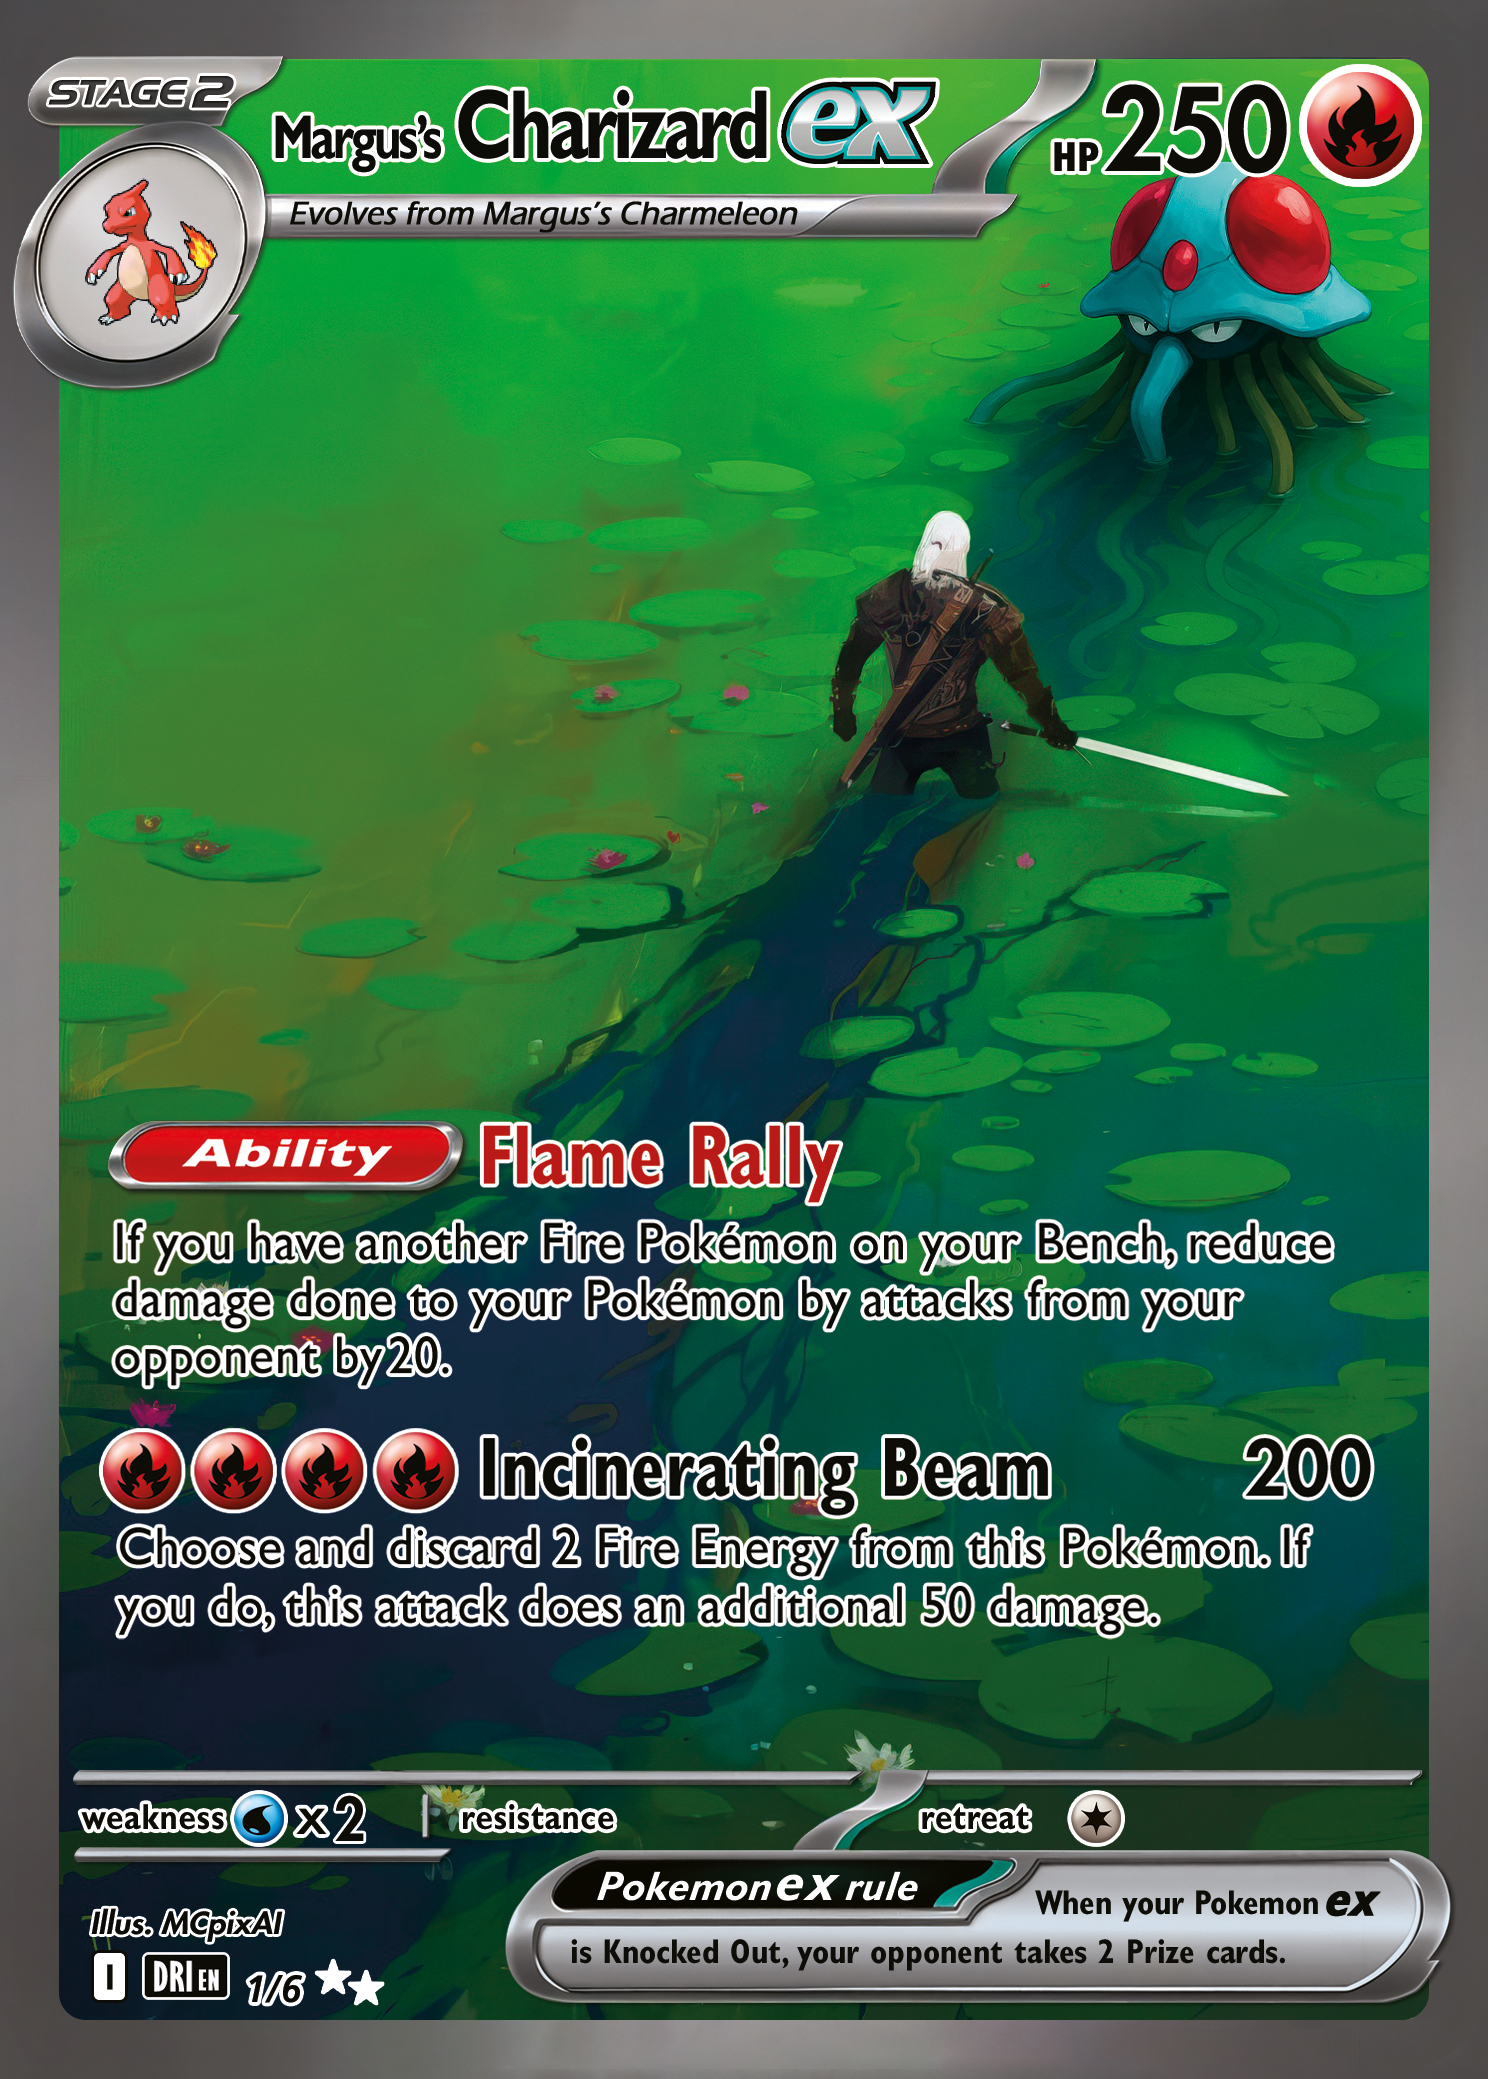 STAGE 2
Margus's Charizard ex
HP 250
Evolves from Margus's Charmeleon
Ability Flame Rally
If you have another Fire Pokémon on your Bench, reduce
damage done to your Pokémon by attacks from your
opponent by 20.
Incinerating Beam 200
Choose and discard 2 Fire Energy from this Pokémon. If
you do, this attack does an additional 50 damage.
weakness x2 resistance retreat
Pokemon ex rule When your Pokemon ex
is Knocked Out, your opponent takes 2 Prize cards.
Illus. MCpixAI
I DRI EN 1/6